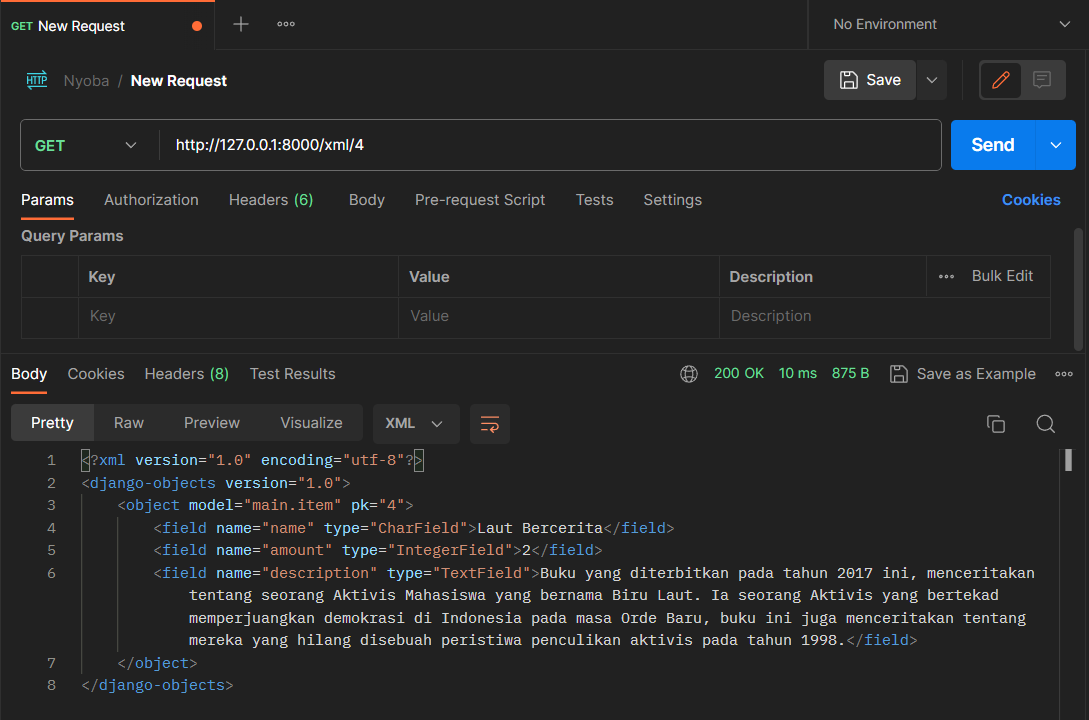 GET New Request
No Environment
HTTP Nyoba / New Request
Save
GET http://127.0.0.1:8000/xml/4 Send
Params Authorization Headers (6) Body Pre-request Script Tests Settings Cookies
Query Params
Key Value Description Bulk Edit
Key Value Description
Body Cookies Headers (8) Test Results 200 OK 10 ms 875 B Save as Example
Pretty Raw Preview Visualize XML
1 <?xml version="1.0" encoding="utf-8"?>
2 <django-objects version="1.0">
3 <object model="main.item" pk="4">
4 <field name="name" type="CharField">Laut Bercerita</field>
5 <field name="amount" type="IntegerField">2</field>
6 <field name="description" type="TextField">Buku yang diterbitkan pada tahun 2017 ini, menceritakan
tentang seorang Aktivis Mahasiswa yang bernama Biru Laut. Ia seorang Aktivis yang bertekad
memperjuangkan demokrasi di Indonesia pada masa Orde Baru, buku ini juga menceritakan tentang
mereka yang hilang disebuah peristiwa penculikan aktivis pada tahun 1998.</field>
7 </object>
8 </django-objects>